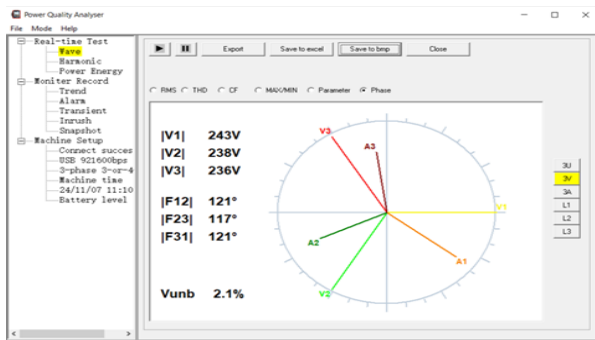 Power Quality Analyser
File Mode Help
Real-time Test
Wave
Harmonic
Power Energy
Moniter Record
Trend
Alarm
Transient
Inrush
Snapshot
Machine Setup
Connect succes
USB 921600bps
3-phase 3-or-4
Machine time
24/11/07 11:10
Battery level
Export Save to excel Save to bmp Close
RMS THD CF MAX/MIN Parameter Phase
|V1| 243V
|V2| 238V
|V3| 236V
|F12| 121°
|F23| 117°
|F31| 121°
Vunb 2.1%
V3
A3
V1
A2
A1
V2
3U
3V
3A
L1
L2
L3